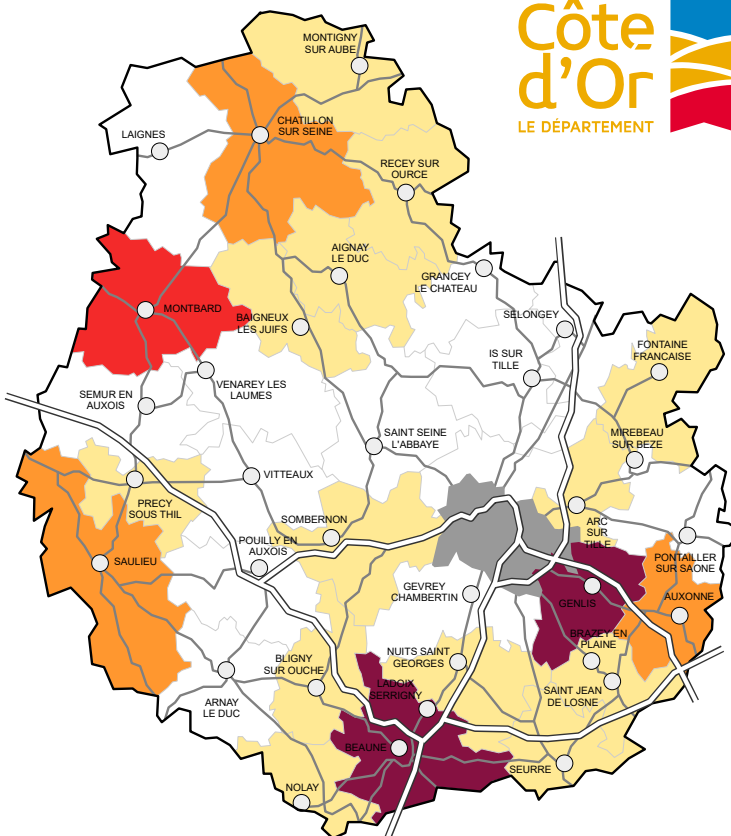 Côte
d'Or
LE DÉPARTEMENT
MONTIGNY
SUR AUBE
CHATILLON
SUR SEINE
LAIGNES
RECEY SUR
OURCE
AIGNAY
LE DUC
GRANCEY
LE CHATEAU
MONTBARD
BAIGNEUX
LES JUIFS
SELONGEY
IS SUR
TILLE
FONTAINE
FRANCAISE
VENAREY LES
LAUMES
SEMUR EN
AUXOIS
SAINT SEINE
L'ABBAYE
MIREBEAU
SUR BEZE
VITTEAUX
PRECY
SOUS THIL
SOMBERNON
ARC
SUR
TILLE
POUILLY EN
AUXOIS
PONTAILLER
SUR SAONE
SAULIEU
GEVREY
CHAMBERTIN
GENLIS
AUXONNE
BRAZEY EN
PLAINE
NUITS SAINT
GEORGES
BLIGNY
SUR OUCHE
LADOIX
SERRIGNY
SAINT JEAN
DE LOSNE
ARNAY
LE DUC
BEAUNE
SEURRE
NOLAY